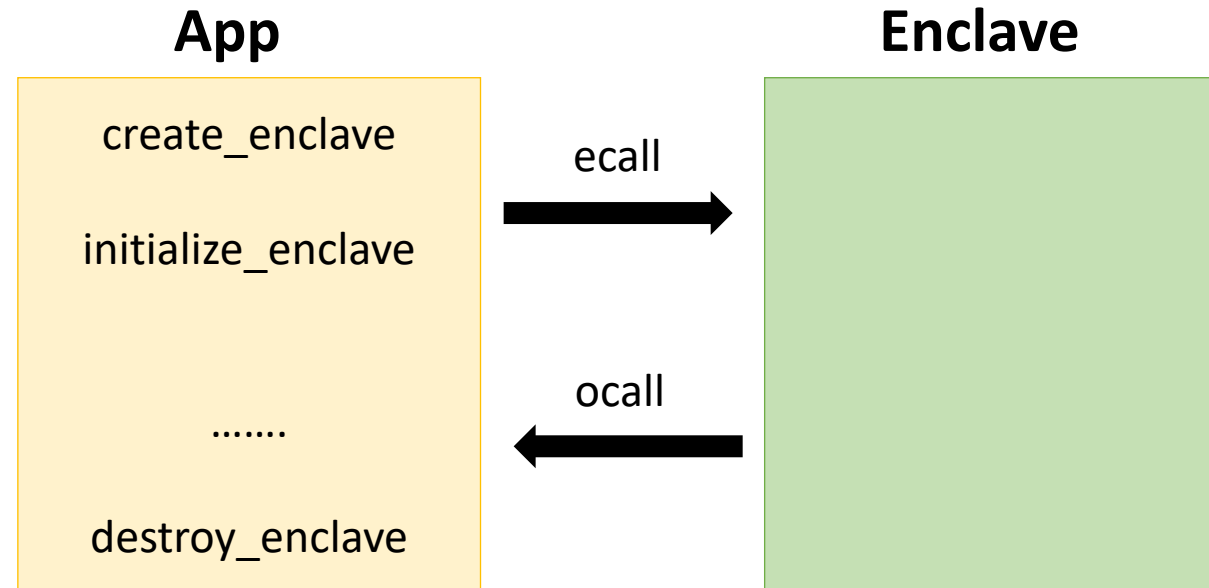 App
Enclave
create_enclave
ecall
initialize_enclave
ocall
.......
destroy_enclave